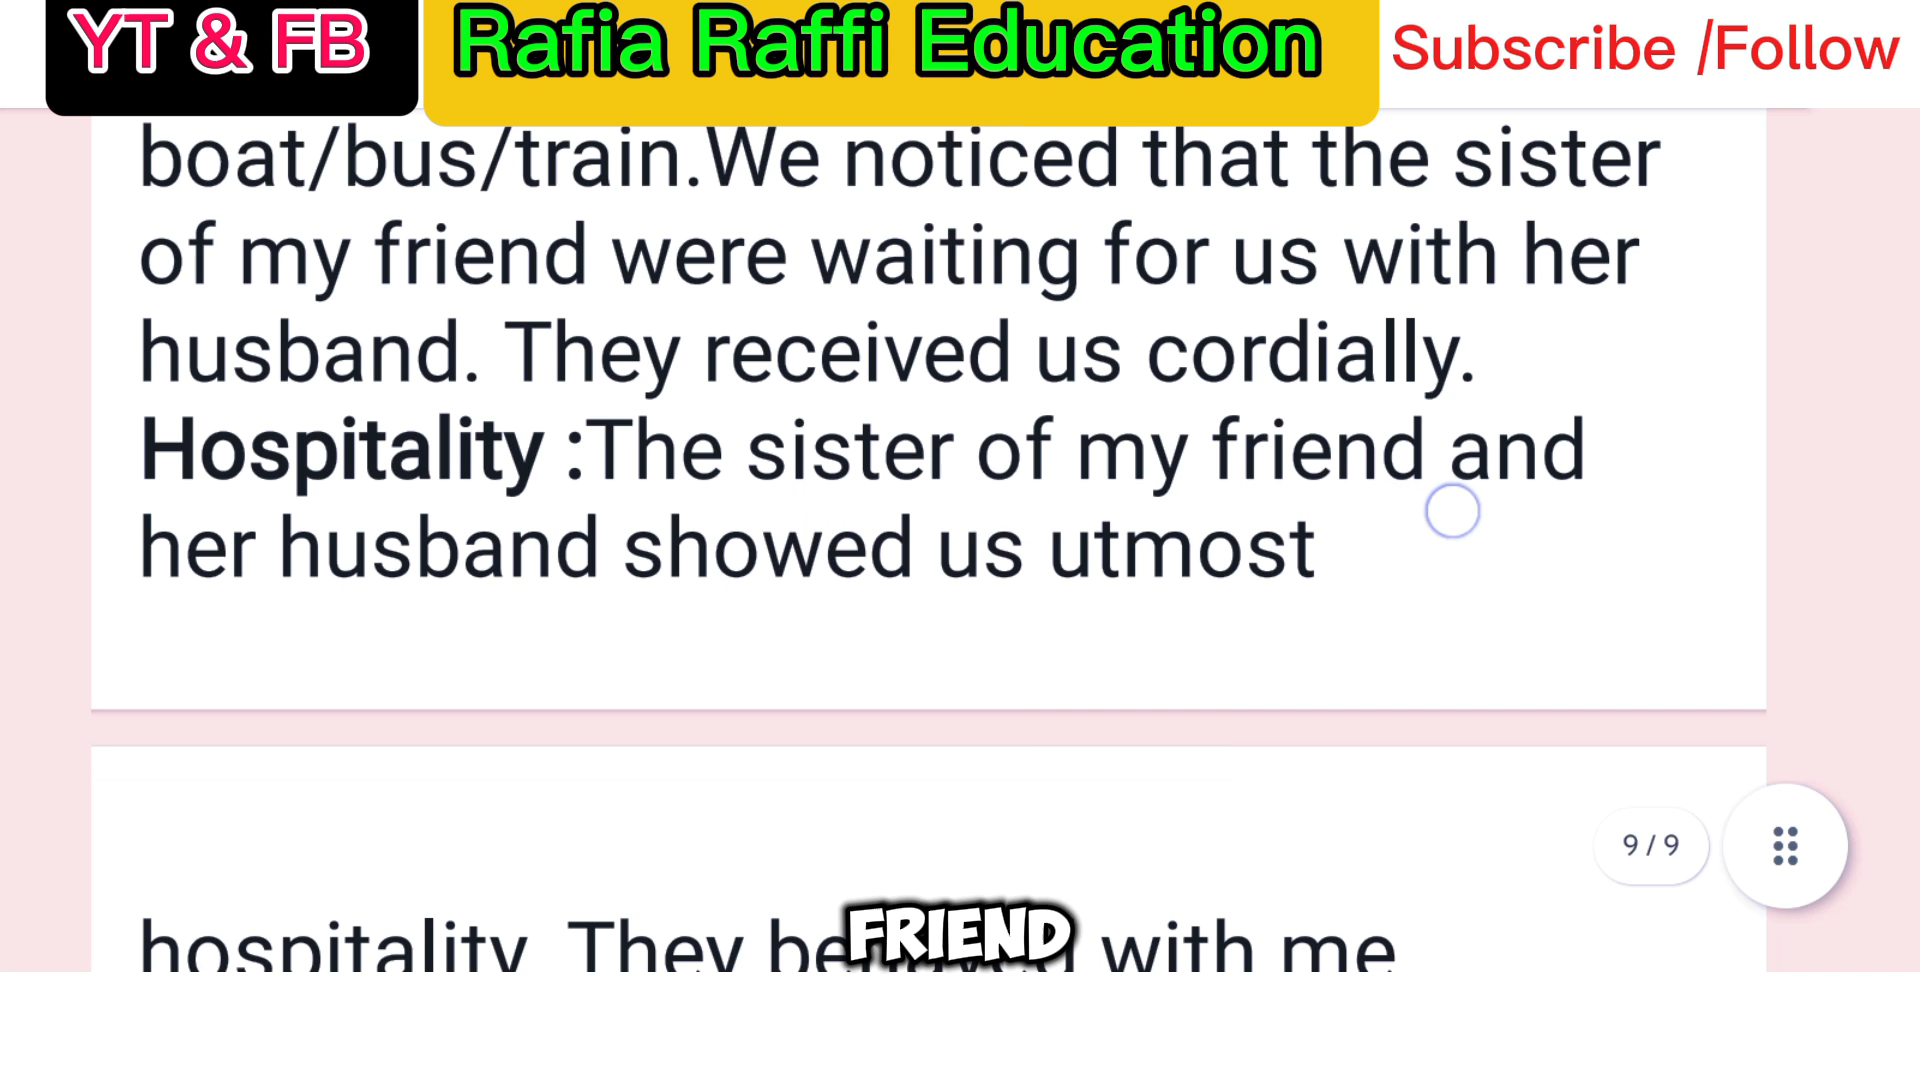 YT & FB Rafia Raffi Education Subscribe /Follow
boat/bus/train.We noticed that the sister
of my friend were waiting for us with her
husband. They received us cordially.
Hospitality :The sister of my friend and
her husband showed us utmost
9 / 9
hospitality They behaved with me
FRIEND